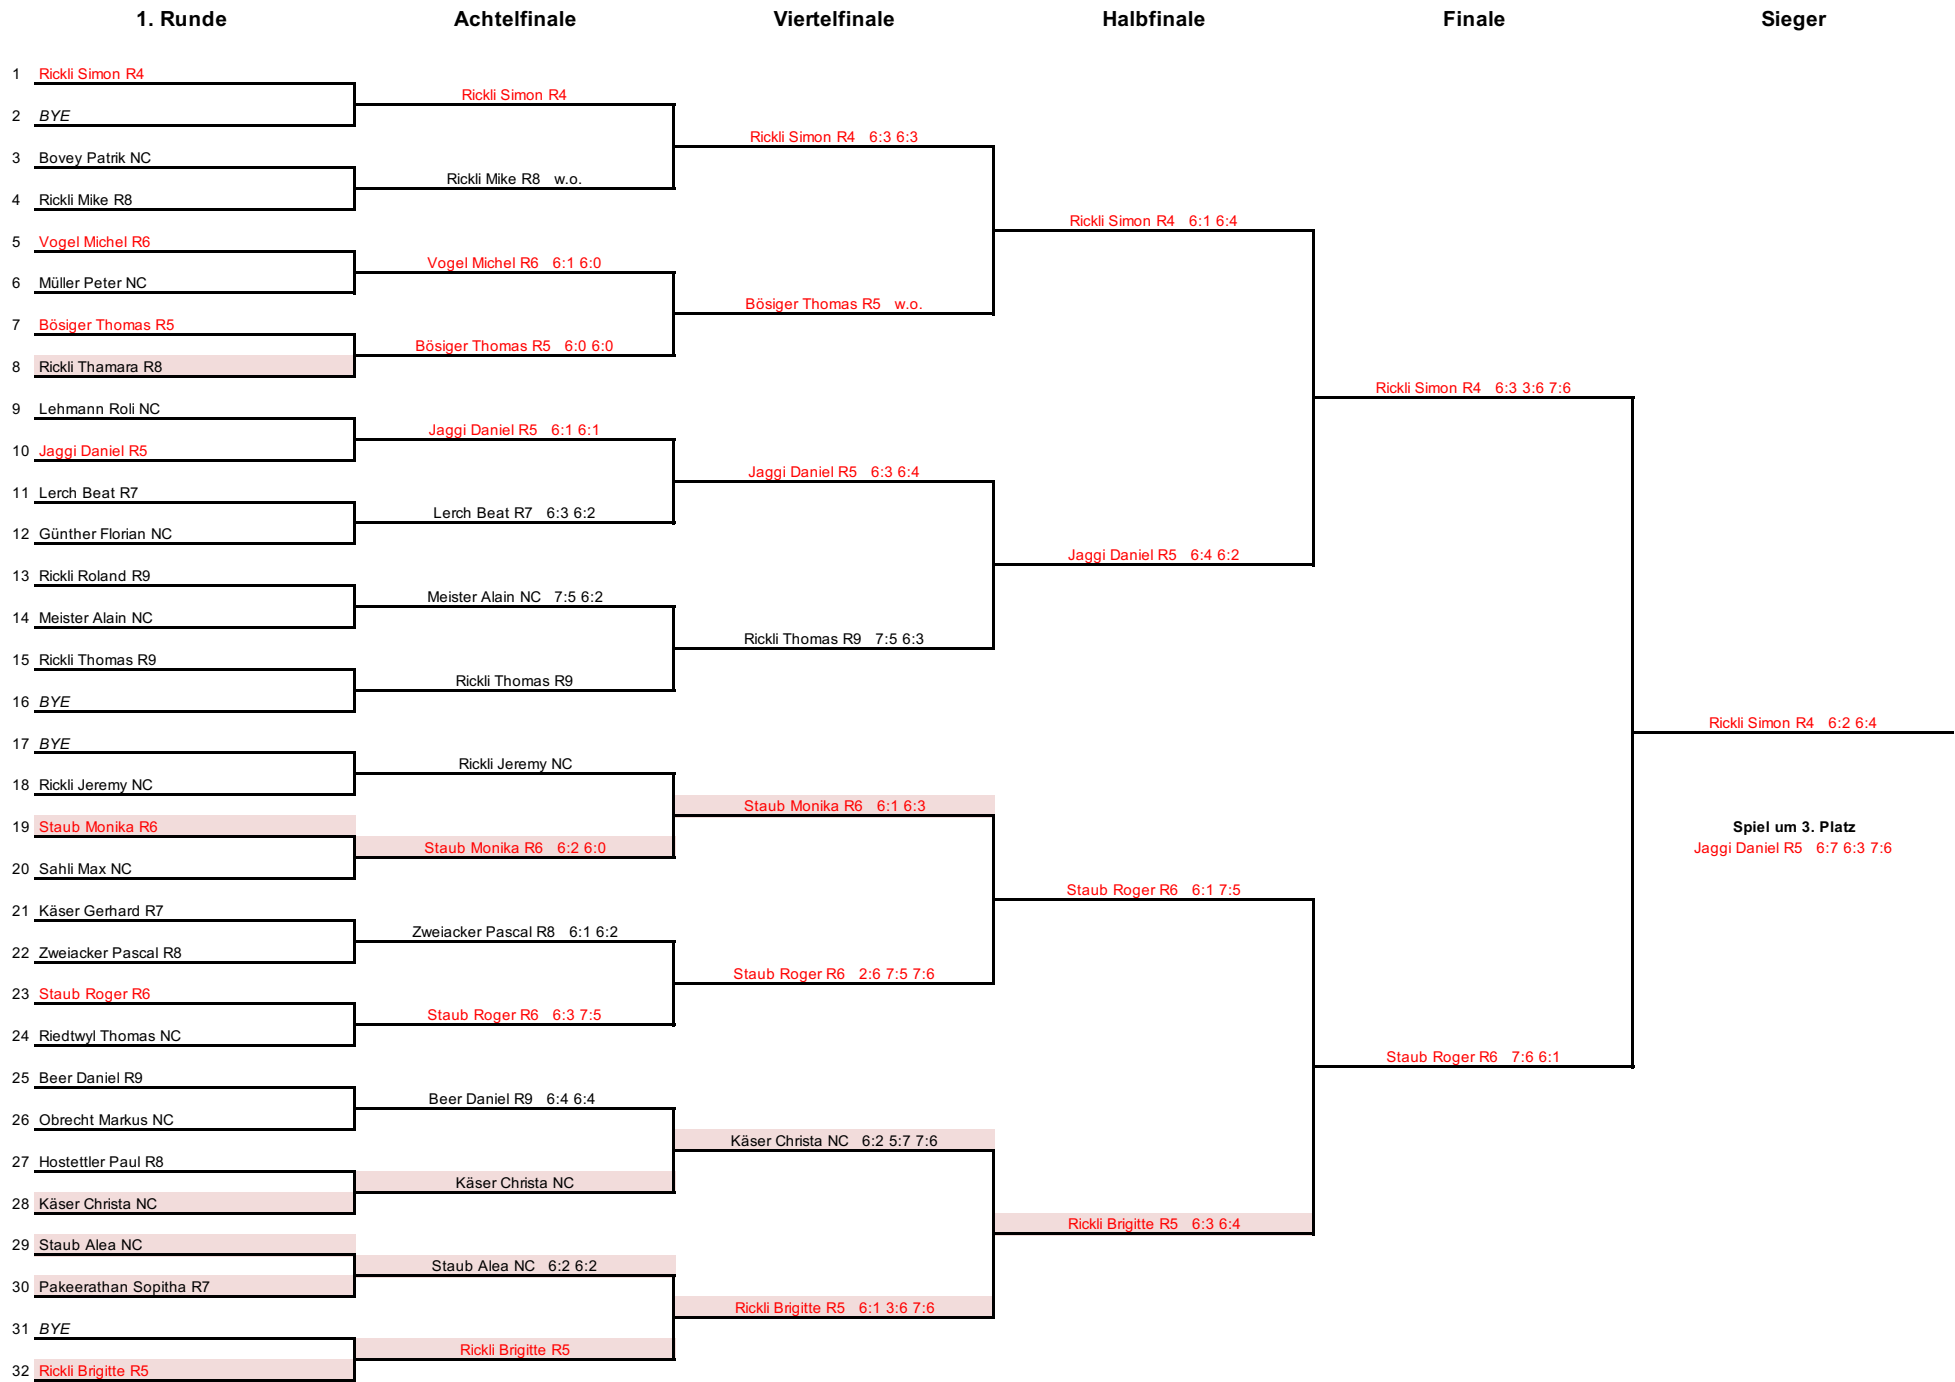 1. Runde
Achtelfinale
Viertelfinale
Halbfinale
Finale
Sieger
1 Rickli Simon R4
2 BYE
3 Bovey Patrik NC
4 Rickli Mike R8
5 Vogel Michel R6
6 Müller Peter NC
7 Bösiger Thomas R5
8 Rickli Thamara R8
9 Lehmann Roli NC
10 Jaggi Daniel R5
11 Lerch Beat R7
12 Günther Florian NC
13 Rickli Roland R9
14 Meister Alain NC
15 Rickli Thomas R9
16 BYE
17 BYE
18 Rickli Jeremy NC
19 Staub Monika R6
20 Sahli Max NC
21 Käser Gerhard R7
22 Zweiacker Pascal R8
23 Staub Roger R6
24 Riedtwyl Thomas NC
25 Beer Daniel R9
26 Obrecht Markus NC
27 Hostettler Paul R8
28 Käser Christa NC
29 Staub Alea NC
30 Pakeerathan Sopitha R7
31 BYE
32 Rickli Brigitte R5
Rickli Simon R4
Rickli Mike R8 w.o.
Vogel Michel R6 6:1 6:0
Bösiger Thomas R5 6:0 6:0
Jaggi Daniel R5 6:1 6:1
Lerch Beat R7 6:3 6:2
Meister Alain NC 7:5 6:2
Rickli Thomas R9
Rickli Jeremy NC
Staub Monika R6 6:2 6:0
Zweiacker Pascal R8 6:1 6:2
Staub Roger R6 6:3 7:5
Beer Daniel R9 6:4 6:4
Käser Christa NC
Staub Alea NC 6:2 6:2
Rickli Brigitte R5
Rickli Simon R4 6:3 6:3
Bösiger Thomas R5 w.o.
Jaggi Daniel R5 6:3 6:4
Rickli Thomas R9 7:5 6:3
Staub Monika R6 6:1 6:3
Staub Roger R6 2:6 7:5 7:6
Käser Christa NC 6:2 5:7 7:6
Rickli Brigitte R5 6:1 3:6 7:6
Rickli Simon R4 6:1 6:4
Jaggi Daniel R5 6:4 6:2
Staub Roger R6 6:1 7:5
Rickli Brigitte R5 6:3 6:4
Rickli Simon R4 6:3 3:6 7:6
Staub Roger R6 7:6 6:1
Rickli Simon R4 6:2 6:4
Spiel um 3. Platz
Jaggi Daniel R5 6:7 6:3 7:6